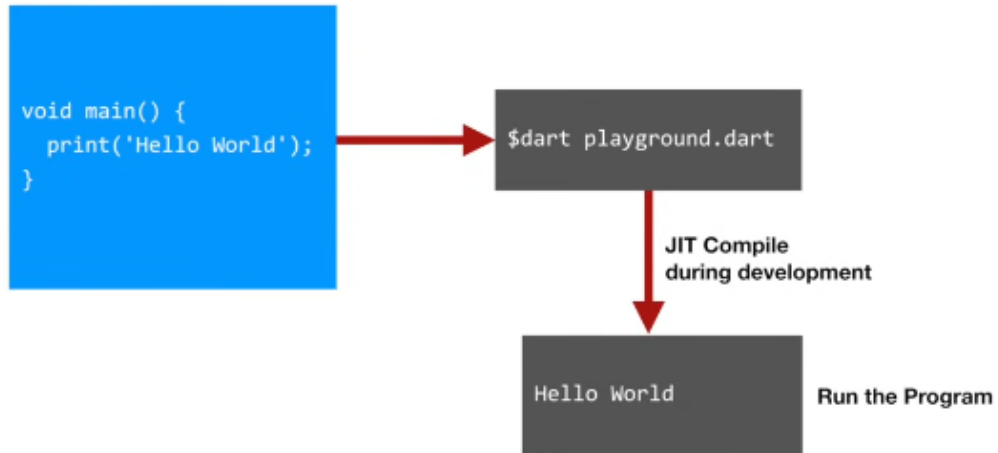 void main() {
  print('Hello World');
}
$dart playground.dart
JIT Compile
during development
Hello World
Run the Program